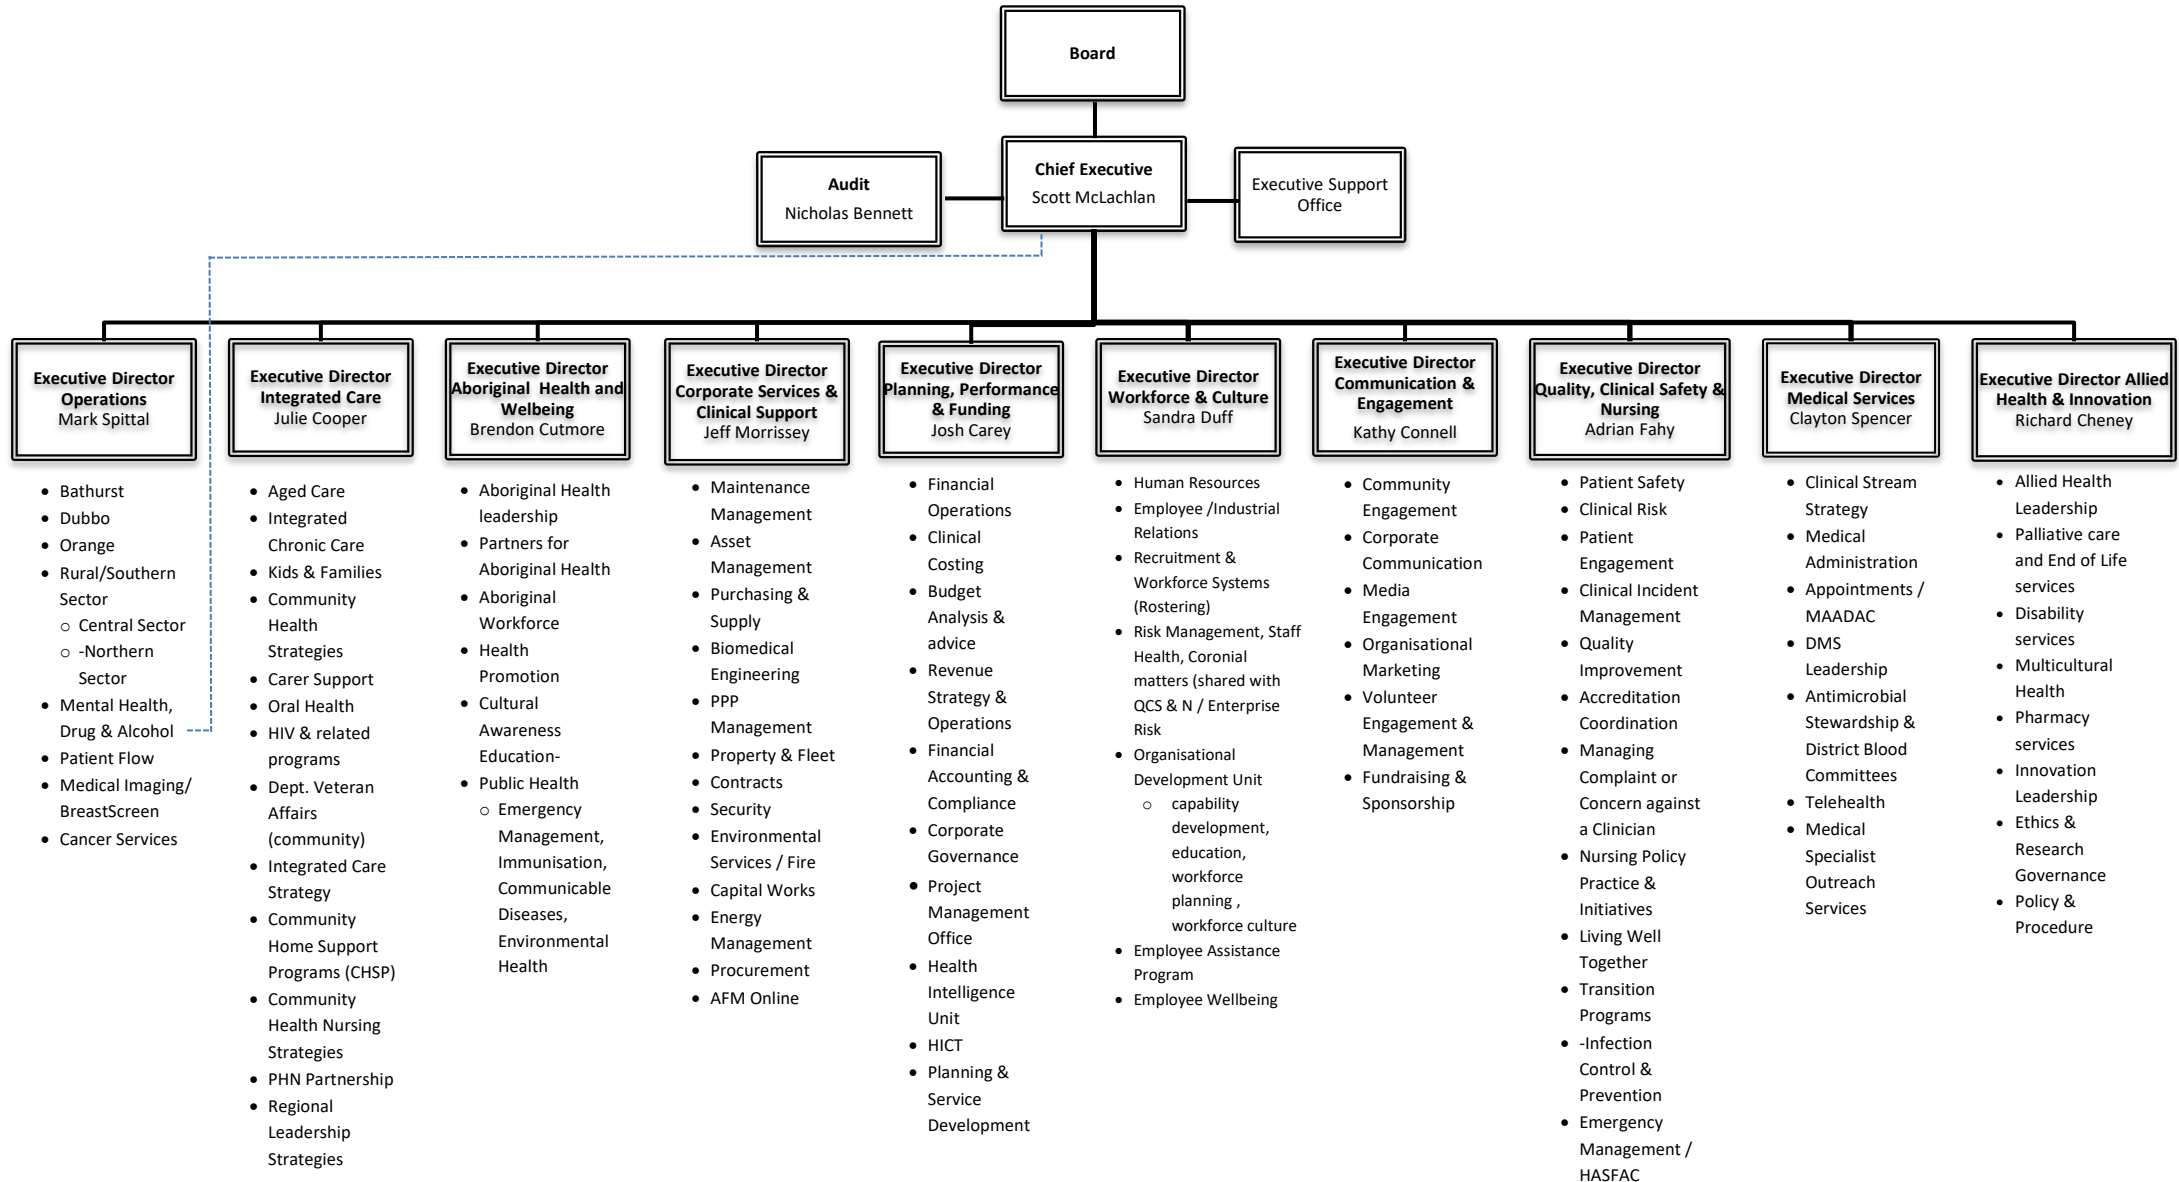 Board
Chief Executive
Scott McLachlan
Audit
Nicholas Bennett
Executive Support
Office
Executive Director
Operations
Mark Spittal
• Bathurst
• Dubbo
• Orange
• Rural/Southern
Sector
o Central Sector
o -Northern
Sector
• Mental Health,
Drug & Alcohol
• Patient Flow
• Medical Imaging/
BreastScreen
• Cancer Services
Executive Director
Integrated Care
Julie Cooper
• Aged Care
• Integrated
Chronic Care
• Kids & Families
• Community
Health
Strategies
• Carer Support
• Oral Health
• HIV & related
programs
• Dept. Veteran
Affairs
(community)
• Integrated Care
Strategy
• Community
Home Support
Programs (CHSP)
• Community
Health Nursing
Strategies
• PHN Partnership
• Regional
Leadership
Strategies
Executive Director
Aboriginal Health and
Welbeing
Brendon Cutmore
• Aboriginal Health
leadership
• Partners for
Aboriginal Health
• Aboriginal
Workforce
• Health
Promotion
• Cultural
Awareness
Education-
• Public Health
o Emergency
Management,
Immunisation,
Communicable
Diseases,
Environmental
Health
Executive Director
Corporate Services &
Clinical Support
Jeff Morrissey
• Maintenance
Management
• Asset
Management
• Purchasing &
Supply
• Biomedical
Engineering
• PPP
Management
• Property & Fleet
• Contracts
• Security
• Environmental
Services / Fire
• Capital Works
• Energy
Management
• Procurement
• AFM Online
Executive Director
Planning, Performance
& Funding
Josh Carey
• Financial
Operations
• Clinical
Costing
• Budget
Analysis &
advice
• Revenue
Strategy &
Operations
• Financial
Accounting &
Compliance
• Corporate
Governance
• Project
Management
Office
• Health
Intelligence
Unit
• HICT
• Planning &
Service
Development
Executive Director
Workforce & Culture
Sandra Duff
• Human Resources
• Employee /Industrial
Relations
• Recruitment &
Workforce Systems
(Rostering)
• Risk Management, Staff
Health, Coronial
matters (shared with
QCS & N / Enterprise
Risk
• Organisational
Development Unit
o capability
development,
education,
workforce
planning ,
workforce culture
• Employee Assistance
Program
• Employee Wellbeing
Executive Director
Communication &
Engagement
Kathy Connell
• Community
Engagement
• Corporate
Communication
• Media
Engagement
• Organisational
Marketing
• Volunteer
Engagement &
Management
• Fundraising &
Sponsorship
Executive Director
Quality, Clinical Safety &
Nursing
Adrian Fahy
• Patient Safety
• Clinical Risk
• Patient
Engagement
• Clinical Incident
Management
• Quality
Improvement
• Accreditation
Coordination
• Managing
Complaint or
Concern against
a Clinician
• Nursing Policy
Practice &
Initiatives
• Living Well
Together
• Transition
Programs
• -Infection
Control &
Prevention
• Emergency
Management /
HASFAC
Executive Director
Medical Services
Clayton Spencer
• Clinical Stream
Strategy
• Medical
Administration
• Appointments /
MAADAC
• DMS
Leadership
• Antimicrobial
Stewardship &
District Blood
Committees
• Telehealth
• Medical
Specialist
Outreach
Services
Executive Director Allied
Health & Innovation
Richard Cheney
• Allied Health
Leadership
• Palliative care
and End of Life
services
• Disability
services
• Multicultural
Health
• Pharmacy
services
• Innovation
Leadership
• Ethics &
Research
Governance
• Policy &
Procedure